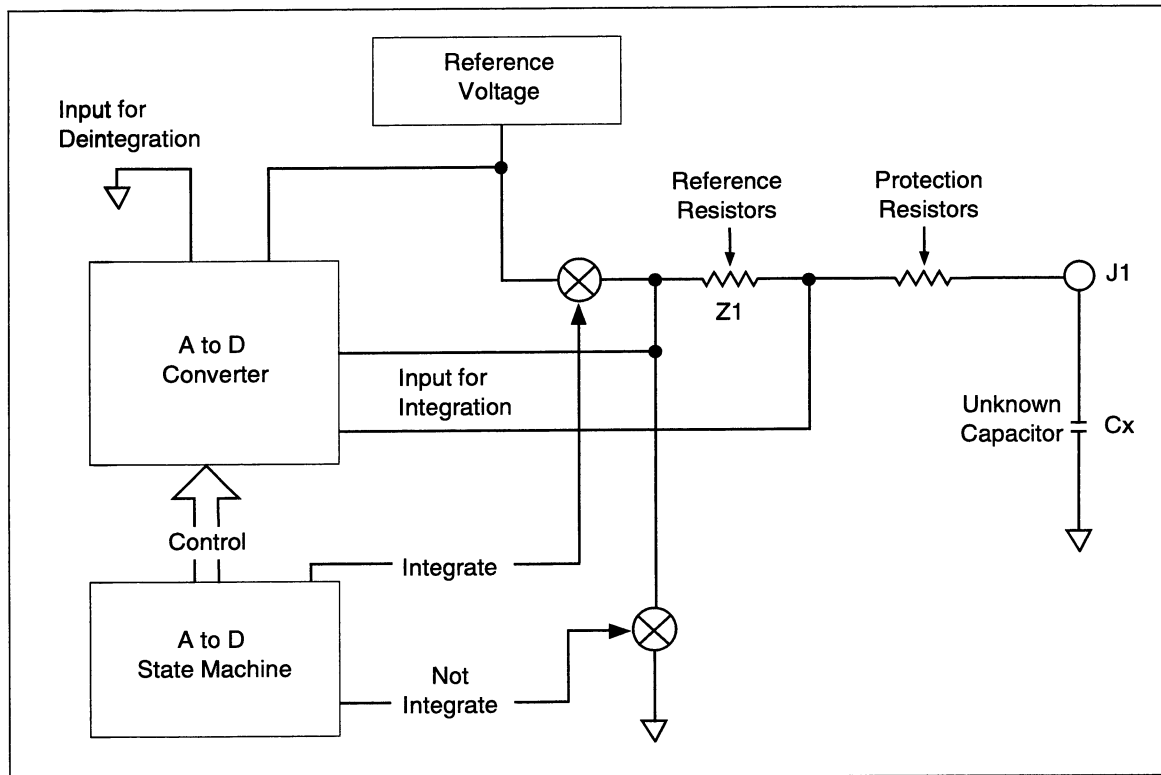 Reference
Voltage
Input for
Deintegration
Reference
Resistors
Protection
Resistors
J1
Z1
A to D
Converter
Input for
Integration
Unknown
Capacitor
Cx
Control
Integrate
A to D
State Machine
Not
Integrate